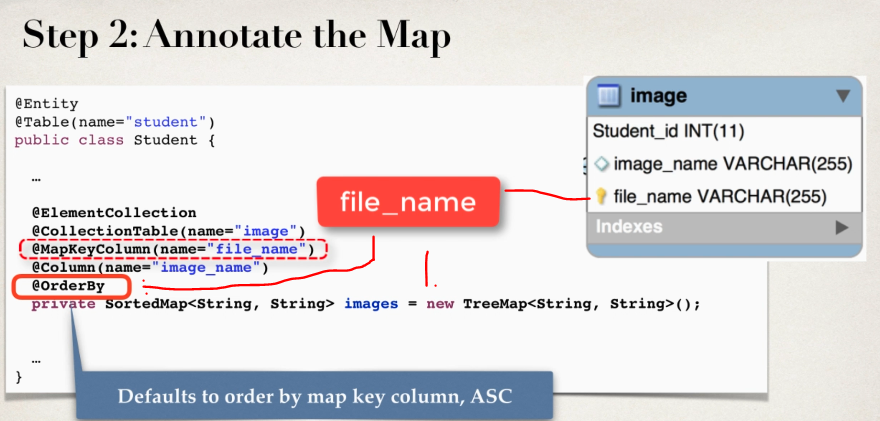 Step 2: Annotate the Map
@Entity
@Table(name="student")
public class Student {
…
@ElementCollection
@CollectionTable(name="image")
@MapKeyColumn(name="file_name")
@Column(name="image_name")
@OrderBy
private SortedMap<String, String> images = new TreeMap<String, String>();
…
}
file_name
image
Student_id INT(11)
image_name VARCHAR(255)
file_name VARCHAR(255)
Indexes
Defaults to order by map key column, ASC